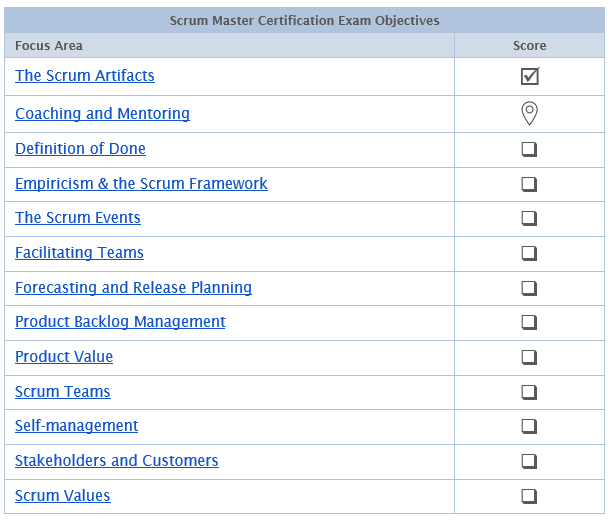 Scrum Master Certification Exam Objectives
Focus Area Score
The Scrum Artifacts
Coaching and Mentoring
Definition of Done
Empiricism & the Scrum Framework
The Scrum Events
Facilitating Teams
Forecasting and Release Planning
Product Backlog Management
Product Value
Scrum Teams
Self-management
Stakeholders and Customers
Scrum Values